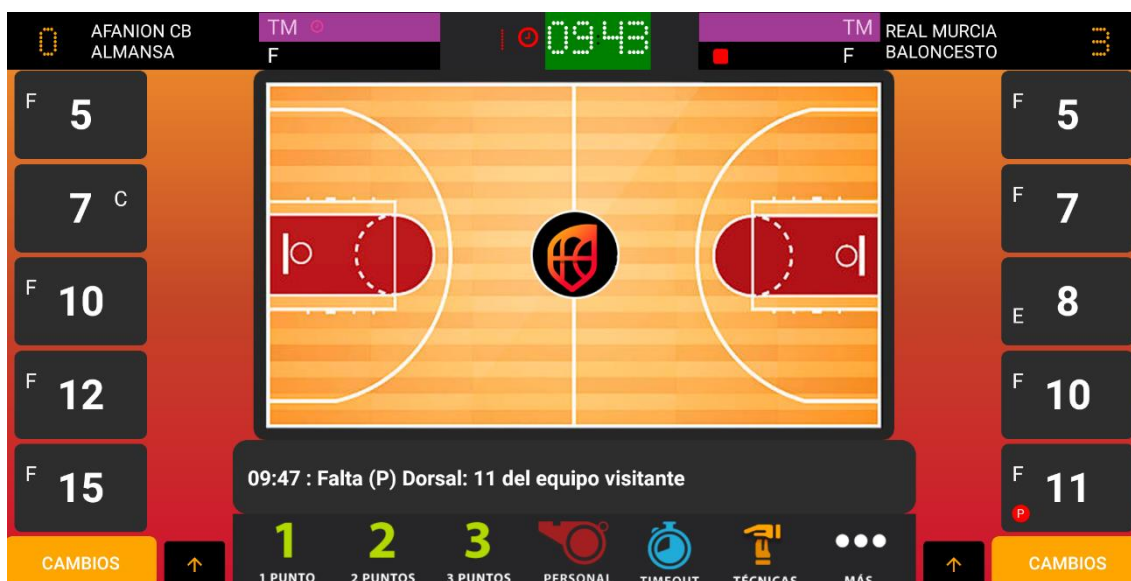 0
AFANION CB
ALMANSA
TM
F
1
09:43
TM
F
REAL MURCIA
BALONCESTO
3
F 5
7 C
F 10
F 12
F 15
F 5
F 7
E 8
F 10
F 11
P
09:47 : Falta (P) Dorsal: 11 del equipo visitante
1
1 PUNTO
2
2 PUNTOS
3
3 PUNTOS
PERSONAL
TIMEOUT
TÉCNICAS
MÁS
CAMBIOS
CAMBIOS